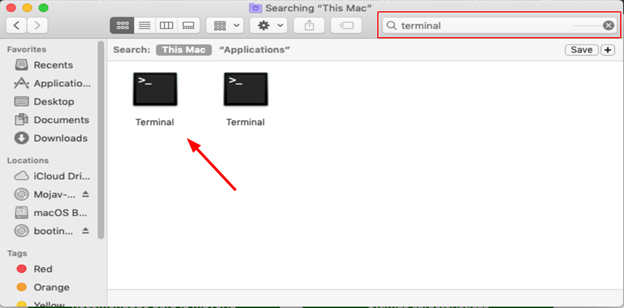 Searching “This Mac”
terminal
Search: This Mac “Applications” Save +
Favorites
Recents
Applicatio...
Desktop
Documents
Downloads
Locations
iCloud Dri...
Mojav-...
macOS B...
bootin...
Tags
Red
Orange
Yellow
>_
Terminal
>_
Terminal